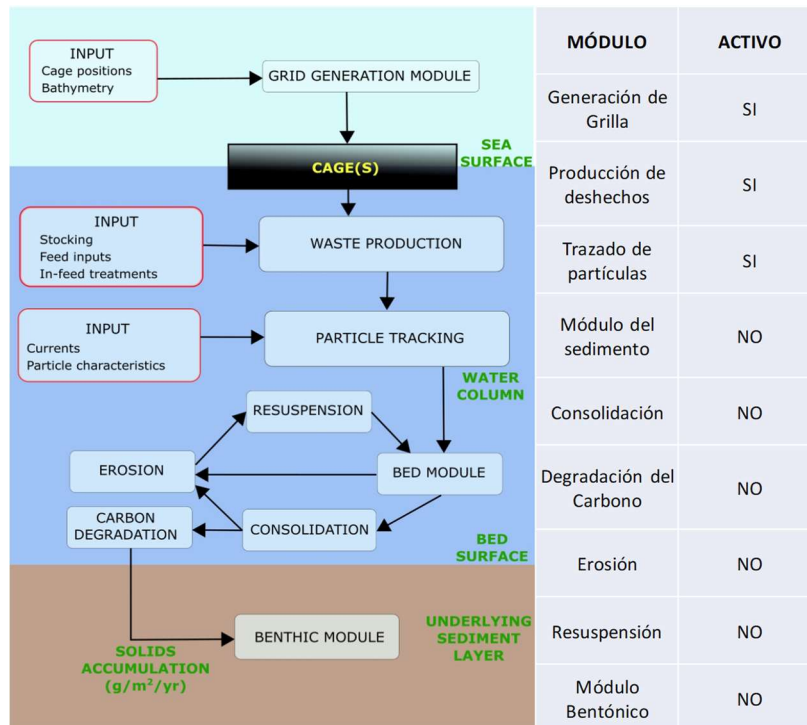 INPUT
Cage positions
Bathymetry
GRID GENERATION MODULE
SEA
SURFACE
CAGE(S)
INPUT
Stocking
Feed inputs
In-feed treatments
WASTE PRODUCTION
INPUT
Currents
Particle characteristics
PARTICLE TRACKING
WATER
COLUMN
RESUSPENSION
EROSION
BED MODULE
CARBON
DEGRADATION
CONSOLIDATION
BED
SURFACE
BENTHIC MODULE
UNDERLYING
SEDIMENT
LAYER
SOLIDS
ACCUMULATION
(g/m²/yr)
MÓDULO ACTIVO
Generación de
Grilla SI
Producción de
deshechos SI
Trazado de
partículas SI
Módulo del
sedimento NO
Consolidación NO
Degradación del
Carbono NO
Erosión NO
Resuspensión NO
Módulo
Bentónico NO